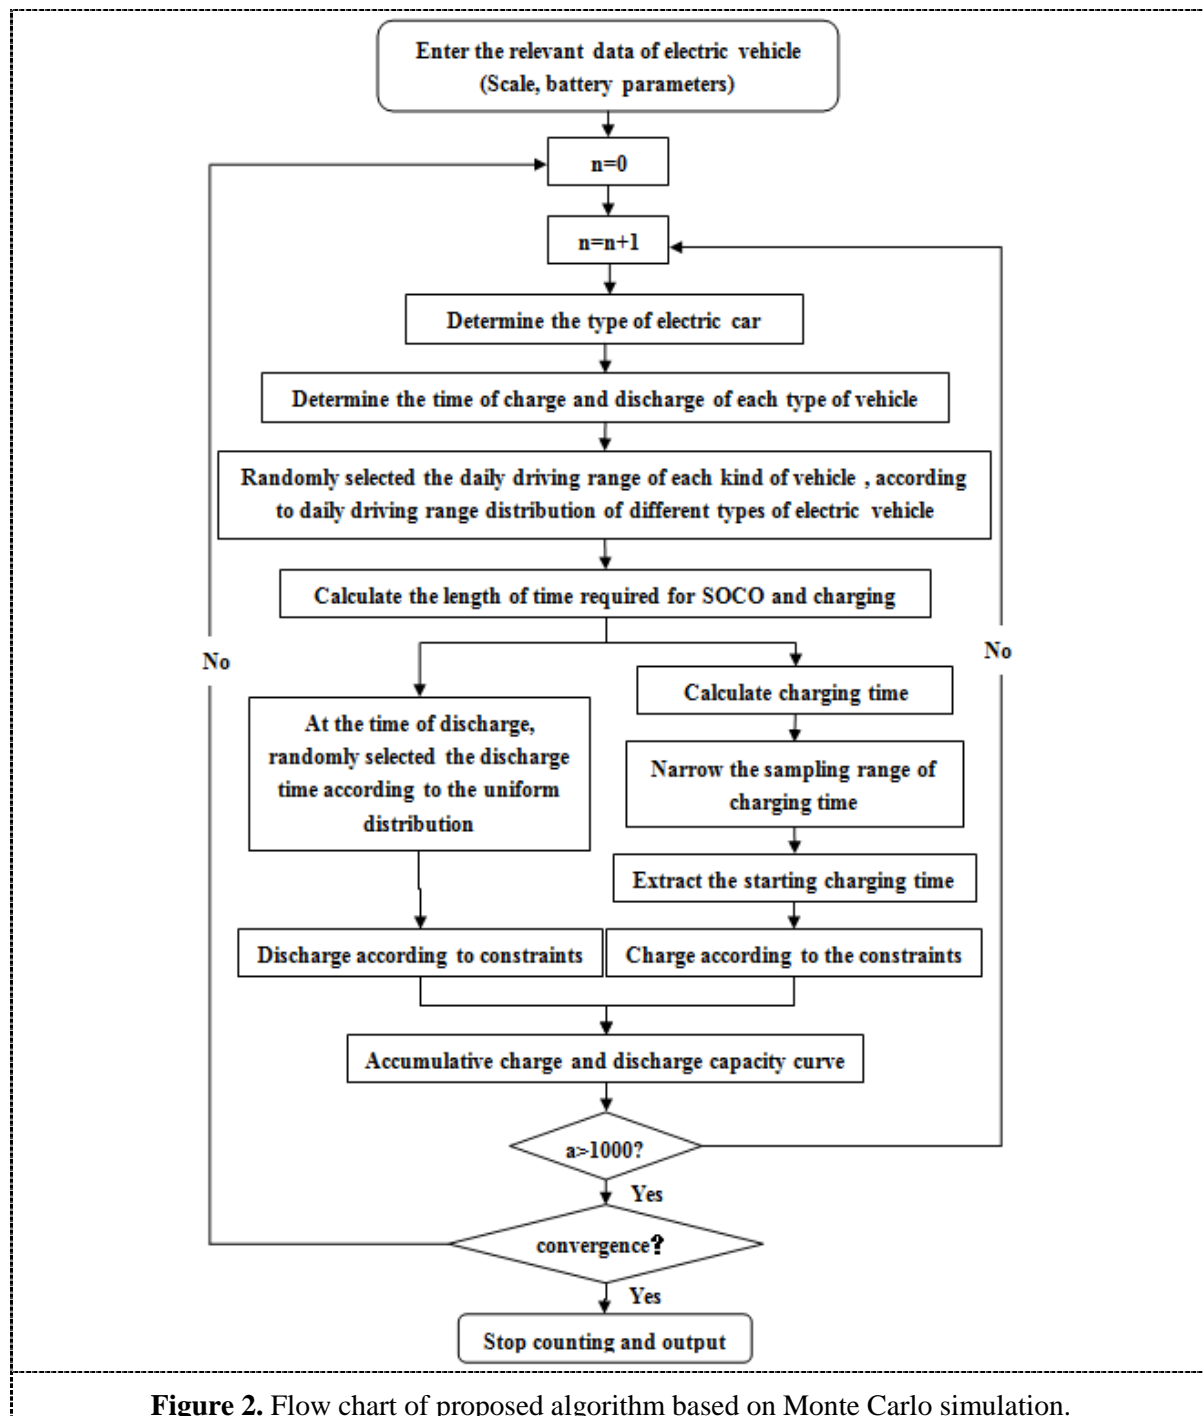 Enter the relevant data of electric vehicle
(Scale, battery parameters)
n=0
n=n+1
Determine the type of electric car
Determine the time of charge and discharge of each type of vehicle
Randomly selected the daily driving range of each kind of vehicle , according
to daily driving range distribution of different types of electric vehicle
Calculate the length of time required for SOCO and charging
No
No
At the time of discharge,
randomly selected the discharge
time according to the uniform
distribution
Calculate charging time
Narrow the sampling range of
charging time
Extract the starting charging time
Discharge according to constraints
Charge according to the constraints
Accumulative charge and discharge capacity curve
a>1000?
Yes
convergence?
Yes
Stop counting and output
Figure 2. Flow chart of proposed algorithm based on Monte Carlo simulation.